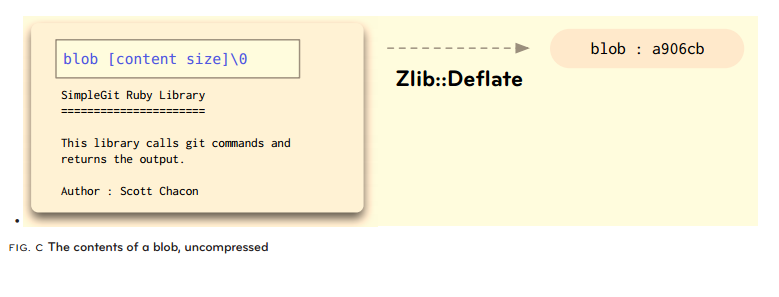 blob [content size]\0
SimpleGit Ruby Library
======================
This library calls git commands and
returns the output.
Author : Scott Chacon
Zlib::Deflate
blob : a906cb
FIG. C The contents of a blob, uncompressed